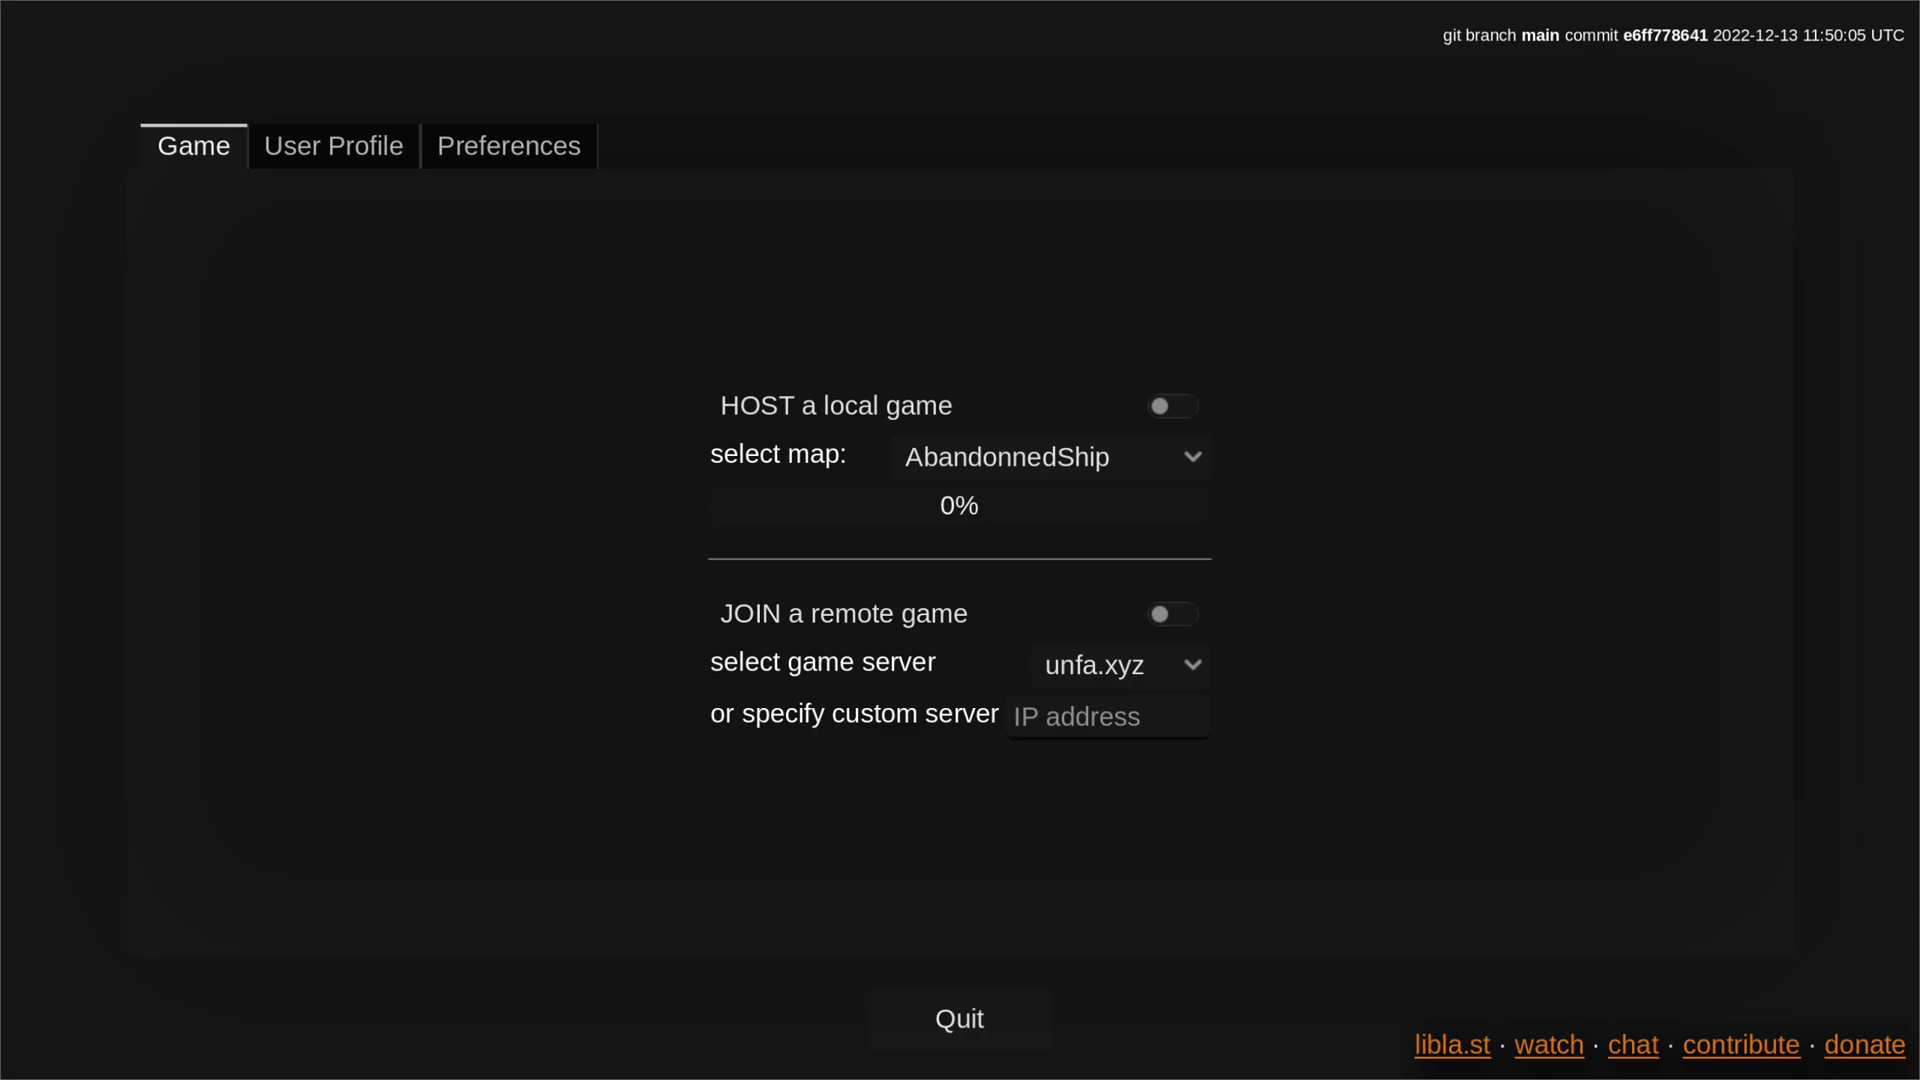 git branch main commit e6ff778641 2022-12-13 11:50:05 UTC
Game User Profile Preferences
HOST a local game
select map: AbandonnedShip
0%
JOIN a remote game
select game server unfa.xyz
or specify custom server IP address
Quit
libla.st · watch · chat · contribute · donate